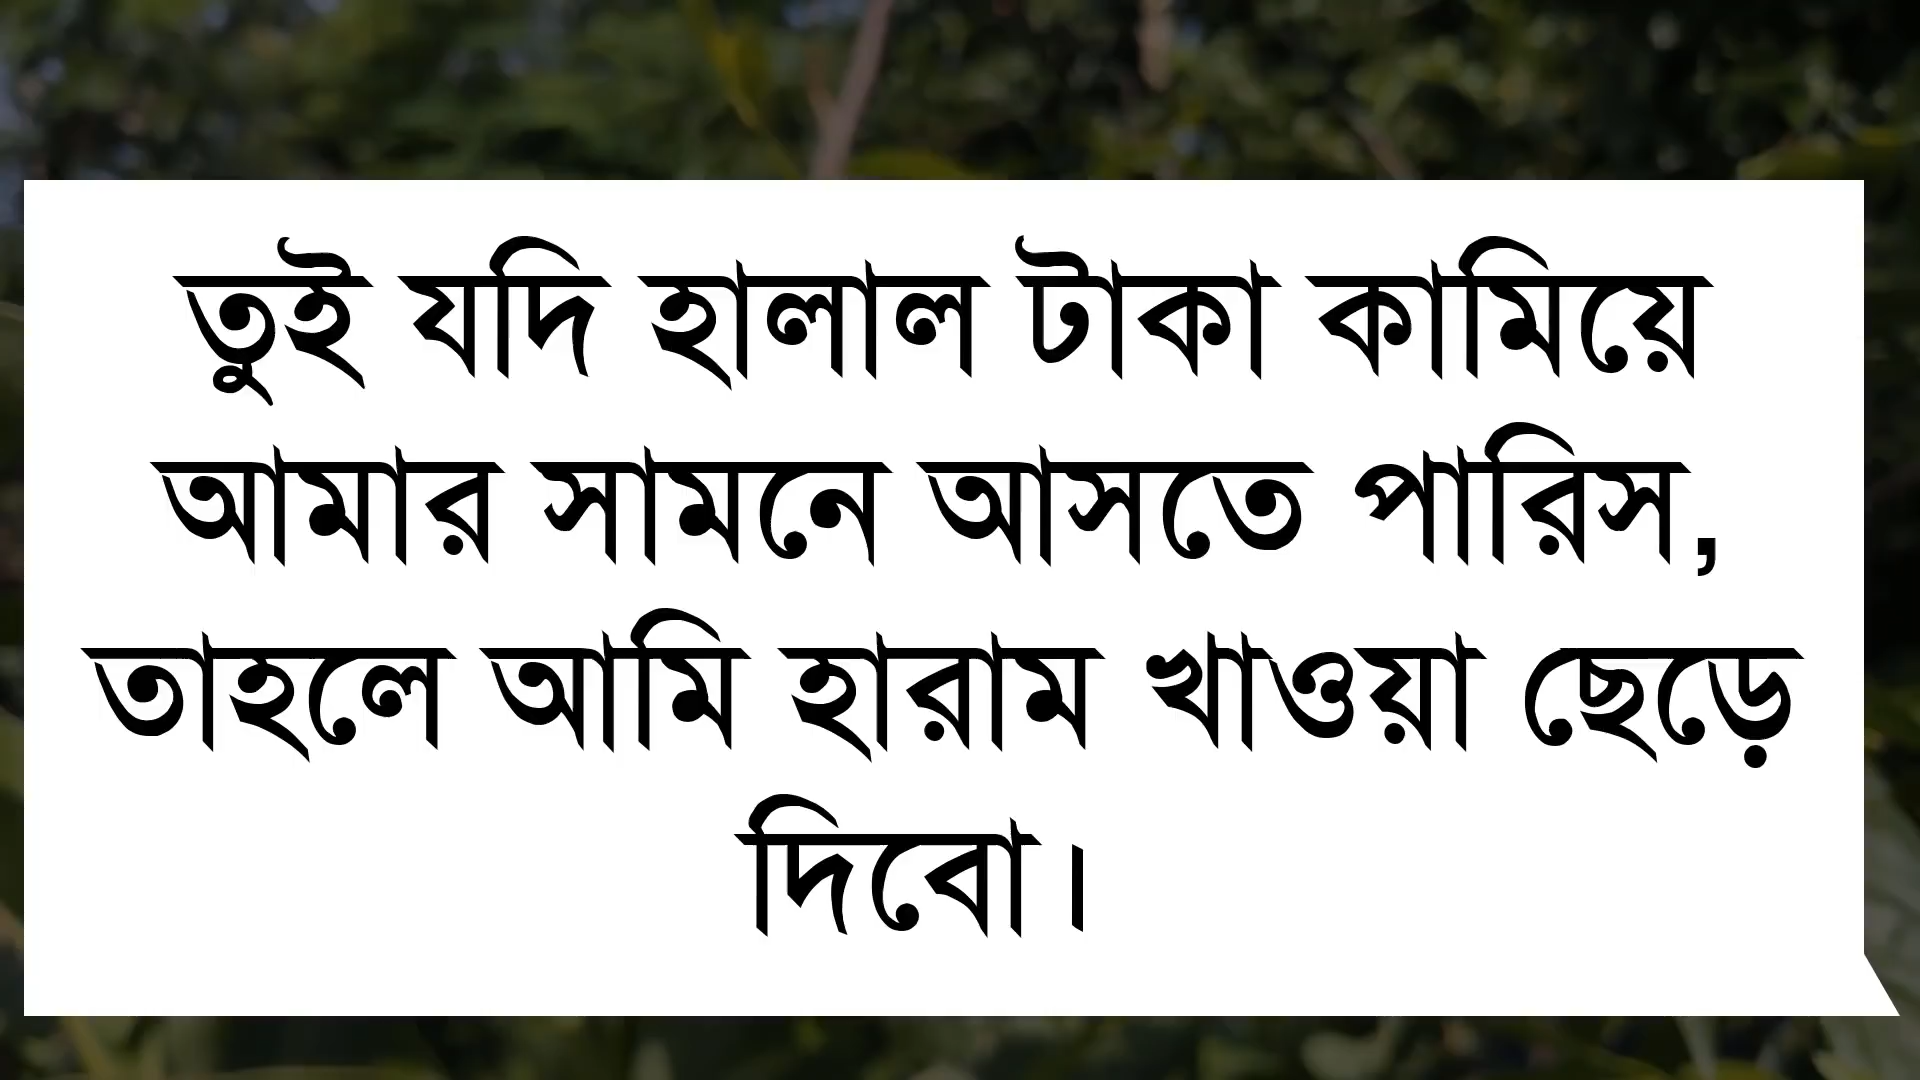 তুই যদি হালাল টাকা কামিয়ে
আমার সামনে আসতে পারিস,
তাহলে আমি হারাম খাওয়া ছেড়ে
দিবো।